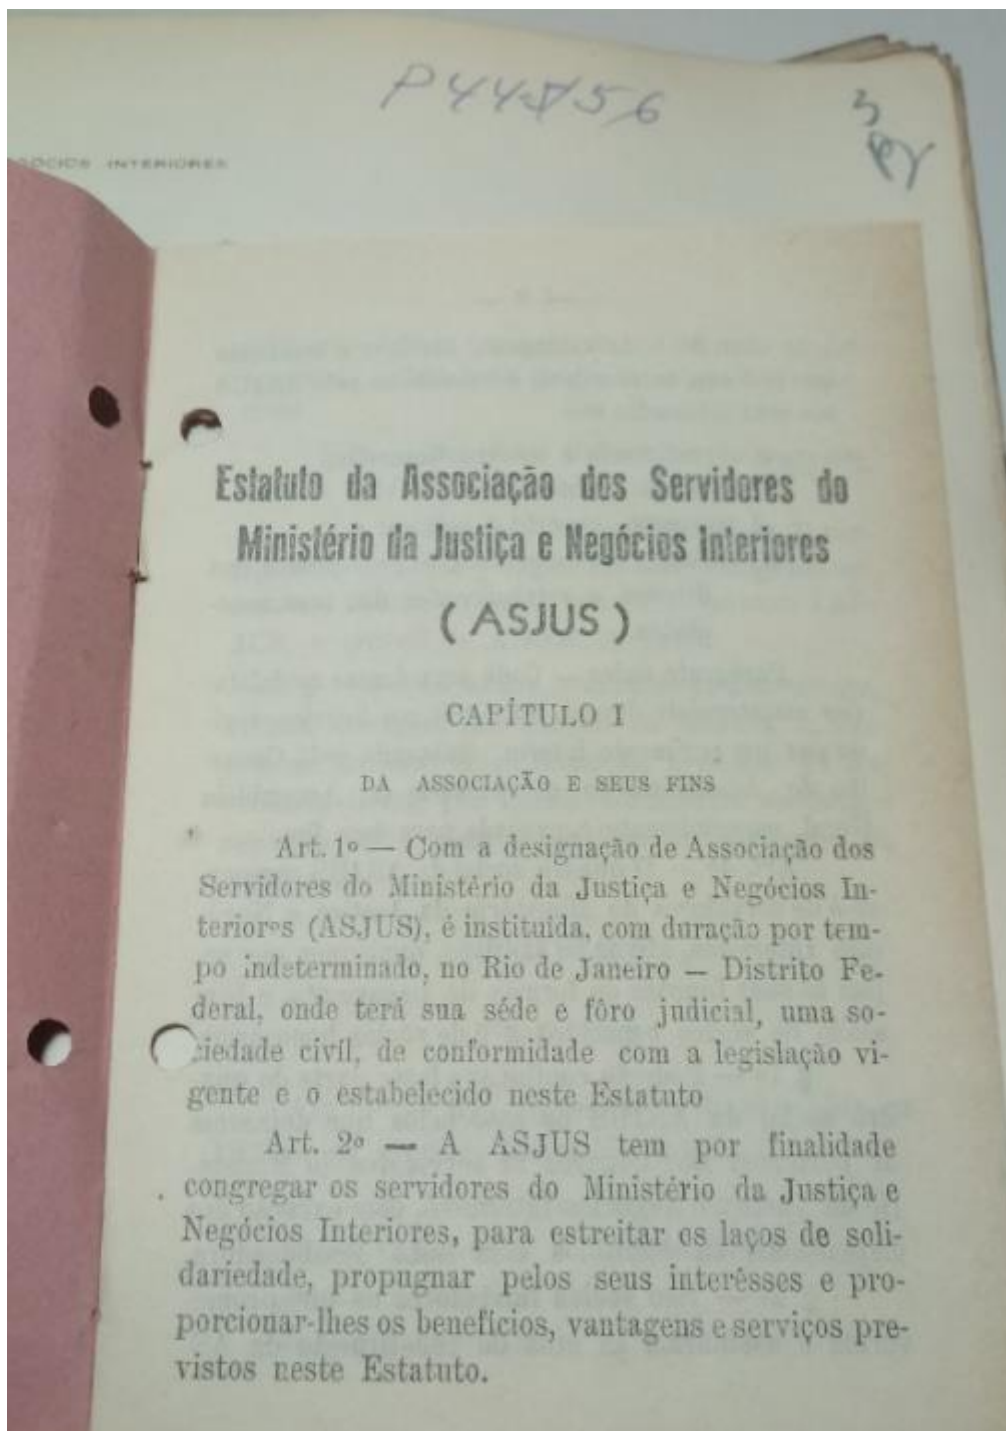 P 445/56
3
GÓCIOS INTERIORES
Estatuto da Associação dos Servidores do
Ministério da Justiça e Negócios Interiores
( ASJUS )
CAPÍTULO I
DA ASSOCIAÇÃO E SEUS FINS
Art. 1º — Com a designação de Associação dos
Servidores do Ministério da Justiça e Negócios In-
teriores (ASJUS), é instituida, com duração por tem-
po indeterminado, no Rio de Janeiro — Distrito Fe-
deral, onde terá sua séde e fôro judicial, uma so-
ciedade civil, de conformidade com a legislação vi-
gente e o estabelecido neste Estatuto
Art. 2º — A ASJUS tem por finalidade
congregar os servidores do Ministério da Justiça e
Negócios Interiores, para estreitar os laços de soli-
dariedade, propugnar pelos seus interêsses e pro-
porcionar-lhes os benefícios, vantagens e serviços pre-
vistos neste Estatuto.